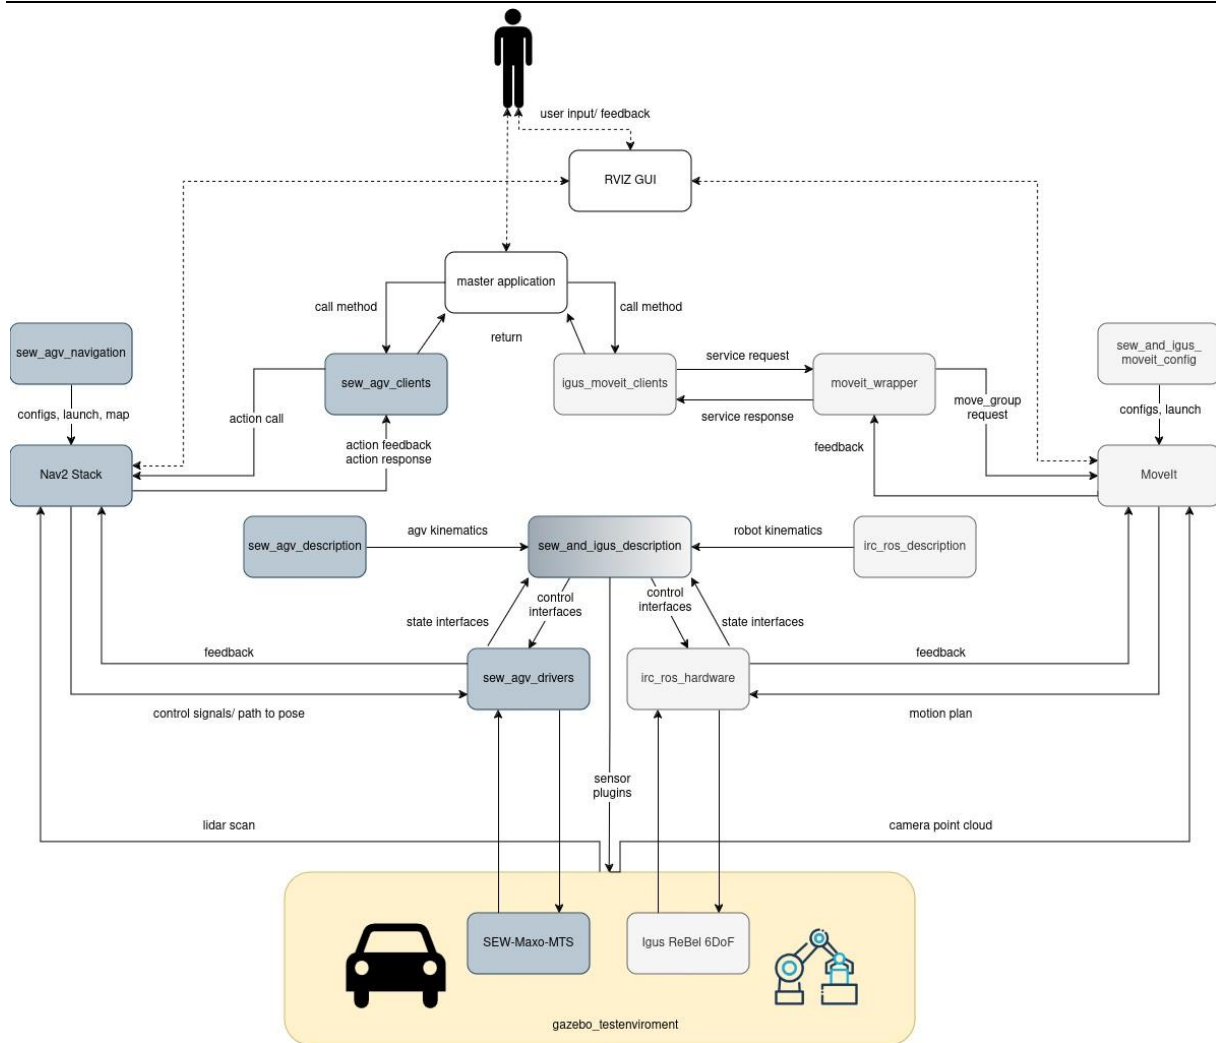 user input/ feedback
RVIZ GUI
master application
call method
call method
return
sew_agv_navigation
sew_agv_clients
igus_moveit_clients
service request
service response
moveit_wrapper
sew_and_igus_
moveit_config
configs, launch, map
action call
action feedback
action response
move_group
request
feedback
configs, launch
Nav2 Stack
MoveIt
sew_agv_description
agv kinematics
sew_and_igus_description
robot kinematics
irc_ros_description
state interfaces
control
interfaces
control
interfaces
state interfaces
feedback
sew_agv_drivers
irc_ros_hardware
feedback
control signals/ path to pose
motion plan
sensor
plugins
lidar scan
camera point cloud
SEW-Maxo-MTS
Igus ReBel 6DoF
gazebo_testenviroment